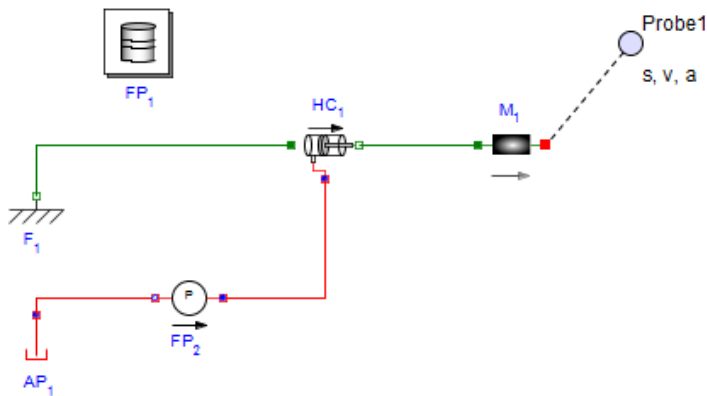 Probe1
s, v, a
FP1
HC1
M1
F1
P
FP2
AP1